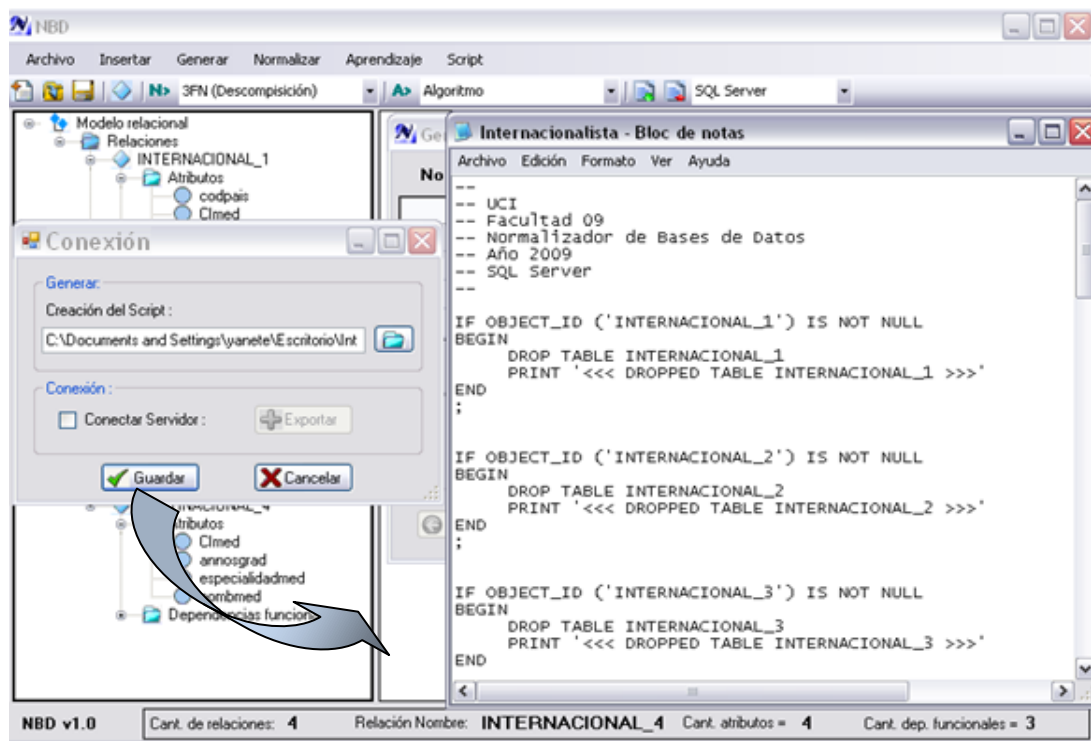 NBD
Archivo Insertar Generar Normalizar Aprendizaje Script
N> 3FN (Descompisición) A> Algoritmo SQL Server
Modelo relacional
Relaciones
INTERNACIONAL_1
Atributos
codpais
CImed
No
Conexión
Generar:
Creación del Script :
C:\Documents and Settings\yanete\Escritorio\Int
Conexión :
Conectar Servidor : Exportar
Guardar Cancelar
CImed
annosgrad
especialidadmed
Internacionalista - Bloc de notas
Archivo Edición Formato Ver Ayuda
--
-- UCI
-- Facultad 09
-- Normalizador de Bases de Datos
-- Año 2009
-- SQL Server
--
IF OBJECT_ID ('INTERNACIONAL_1') IS NOT NULL
BEGIN
DROP TABLE INTERNACIONAL_1
PRINT '<<< DROPPED TABLE INTERNACIONAL_1 >>>'
END
;
IF OBJECT_ID ('INTERNACIONAL_2') IS NOT NULL
BEGIN
DROP TABLE INTERNACIONAL_2
PRINT '<<< DROPPED TABLE INTERNACIONAL_2 >>>'
END
;
IF OBJECT_ID ('INTERNACIONAL_3') IS NOT NULL
BEGIN
DROP TABLE INTERNACIONAL_3
PRINT '<<< DROPPED TABLE INTERNACIONAL_3 >>>'
END
NBD v1.0 Cant. de relaciones: 4 Relación Nombre: INTERNACIONAL_4 Cant. atributos = 4 Cant. dep. funcionales = 3